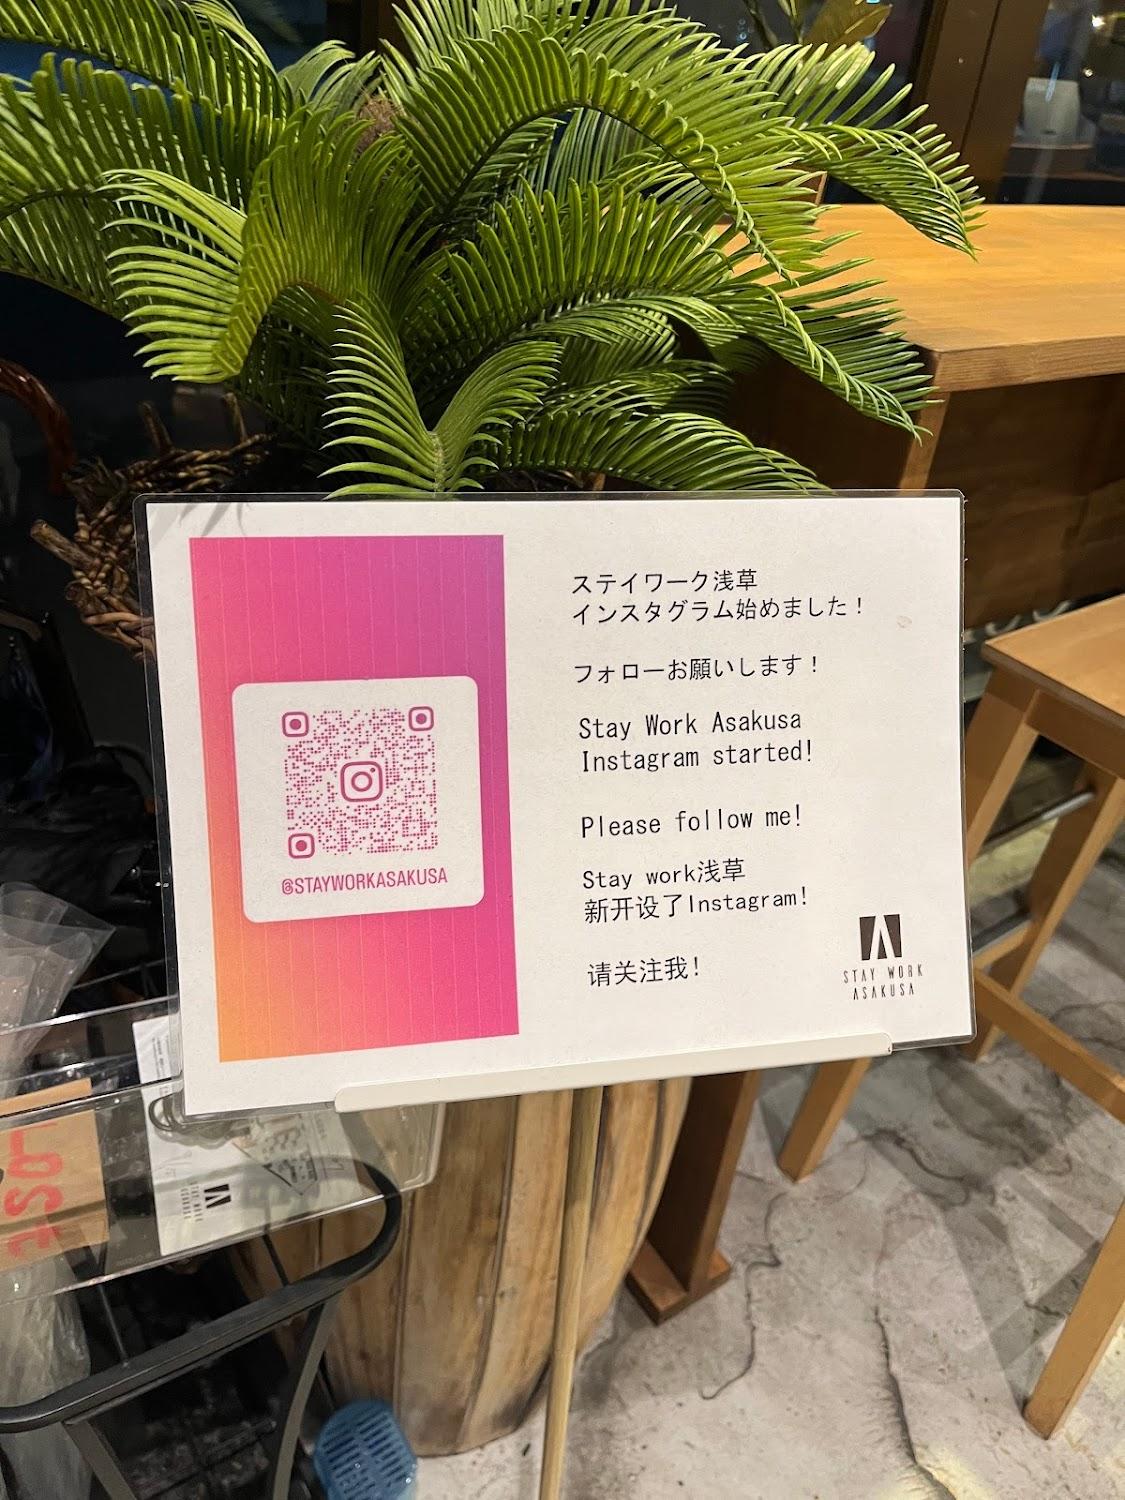 @STAYWORKASAKUSA
ステイワーク浅草
インスタグラム始めました！
フォローお願いします！
Stay Work Asakusa
Instagram started!
Please follow me!
Stay work浅草
新开设了Instagram!
请关注我!
STAY WORK
ASAKUSA
STAY WORK
ASAKUSA